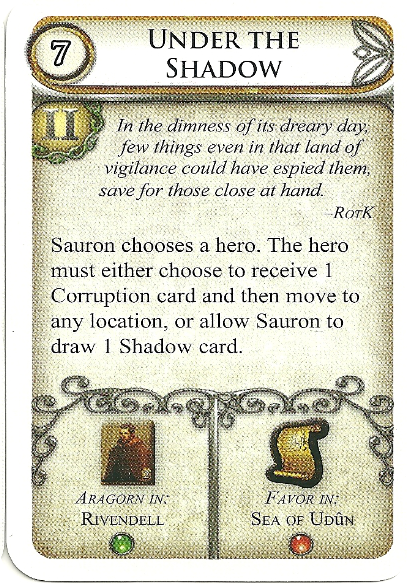 7
UNDER THE
SHADOW
II
In the dimness of its dreary day,
few things even in that land of
vigilance could have espied them,
save for those close at hand.
–ROTK
Sauron chooses a hero. The hero
must either choose to receive 1
Corruption card and then move to
any location, or allow Sauron to
draw 1 Shadow card.
ARAGORN IN:
RIVENDELL
FAVOR IN:
SEA OF UDÛN